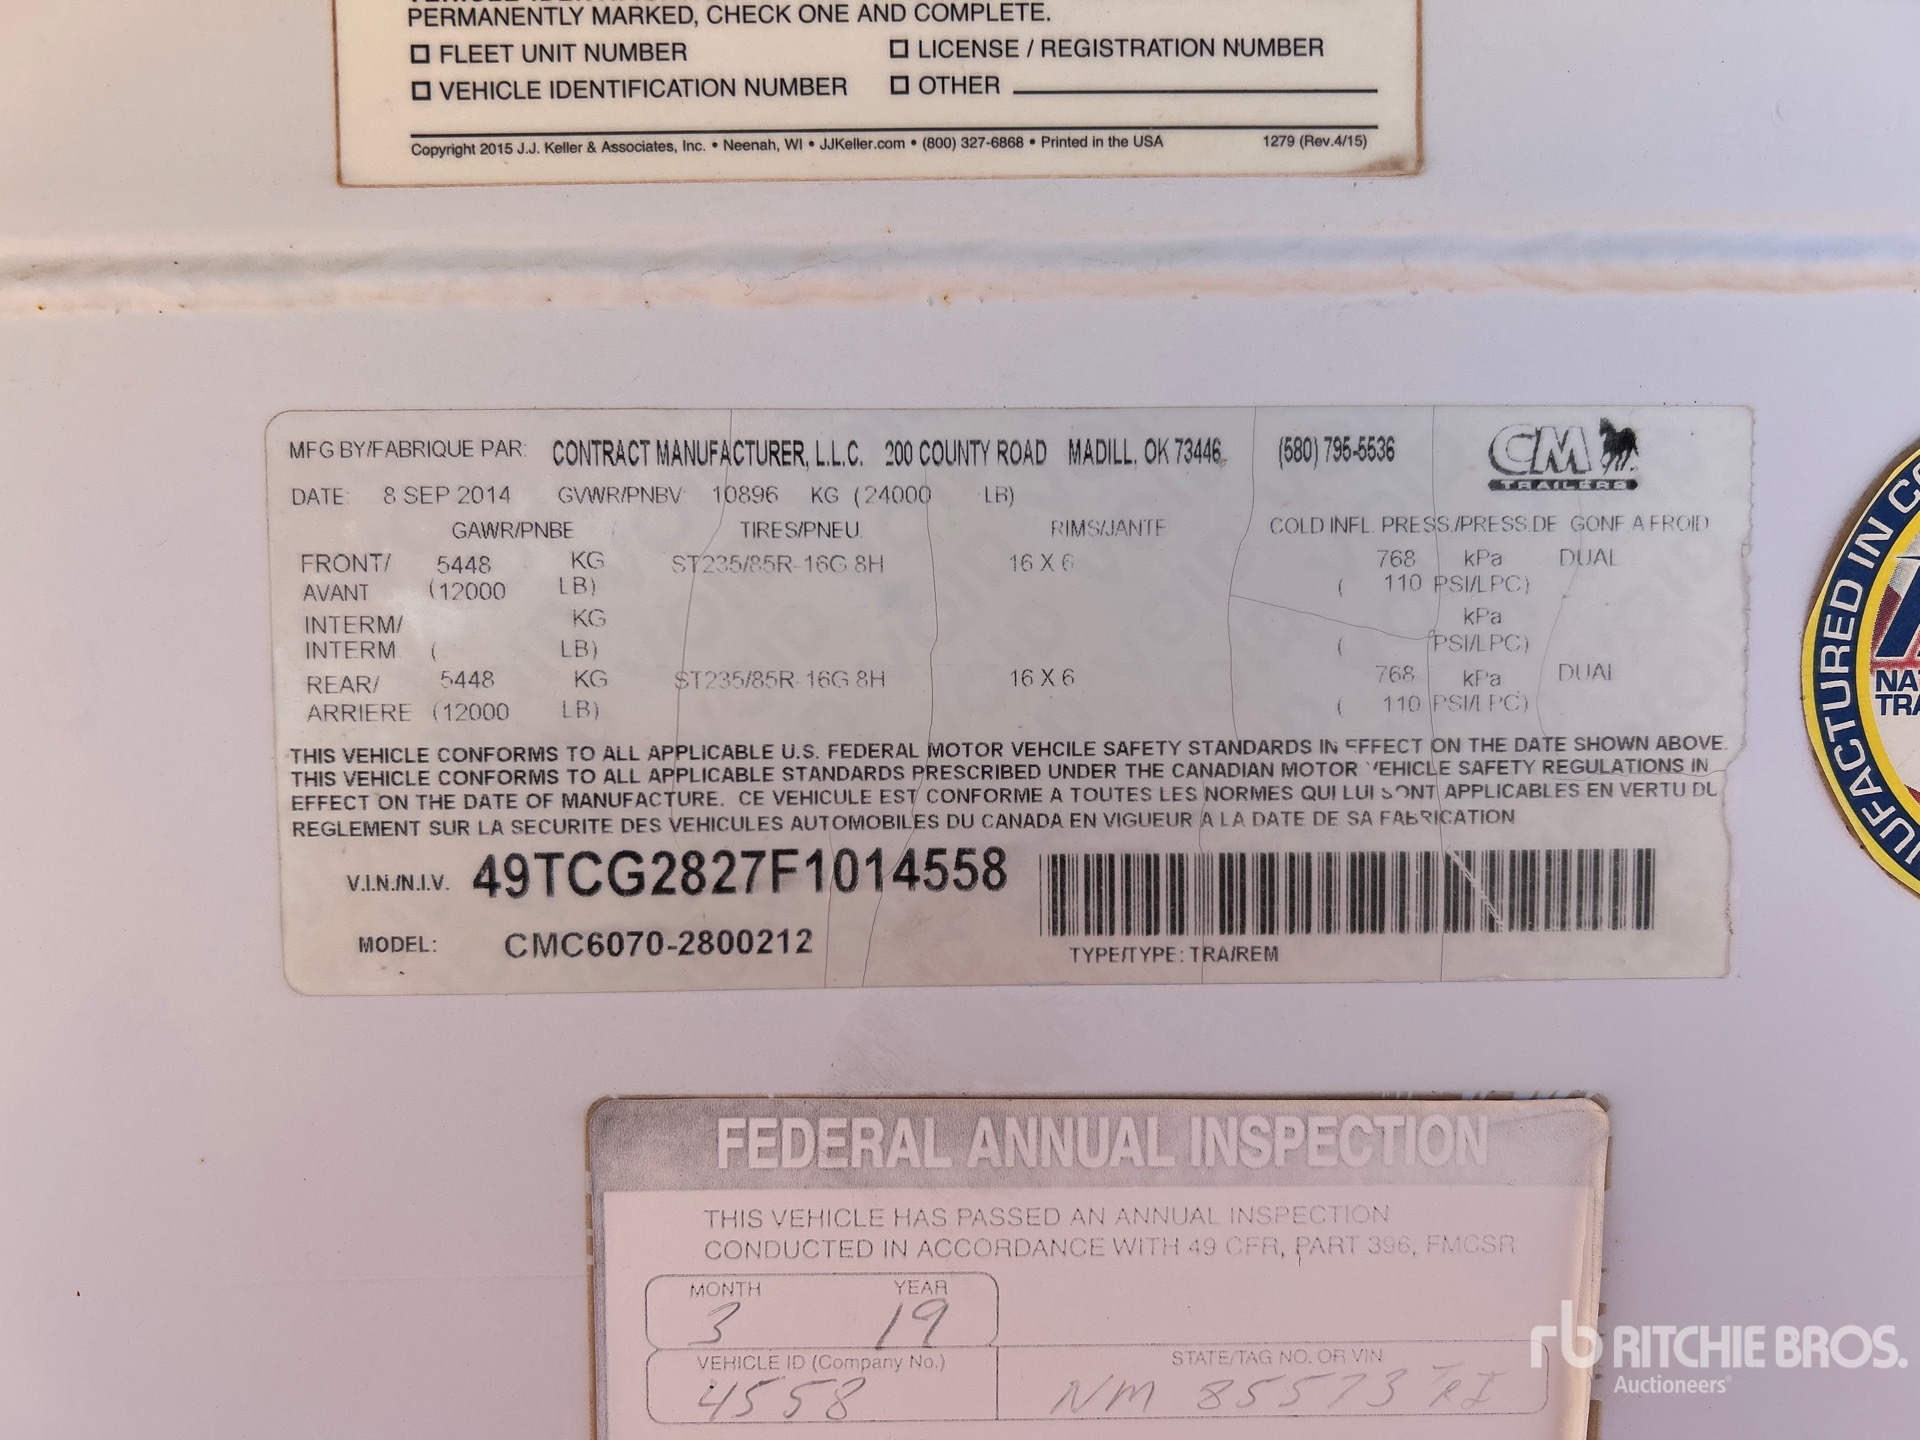 PERMANENTLY MARKED, CHECK ONE AND COMPLETE.
FLEET UNIT NUMBER
LICENSE / REGISTRATION NUMBER
VEHICLE IDENTIFICATION NUMBER
OTHER
Copyright 2015 J.J. Keller & Associates, Inc. • Neenah, WI • JJKeller.com • (800) 327-6868 • Printed in the USA 1279 (Rev.4/15)
MFG BY/FABRIQUE PAR: CONTRACT MANUFACTURER, L.L.C. 200 COUNTY ROAD MADILL, OK 73446 (580) 795-5536
CM
TRAILERS
DATE: 8 SEP 2014 GVWR/PNBV 10896 KG (24000 LB)
GAWR/PNBE TIRES/PNEU. RIMS/JANTE COLD INFL. PRESS./PRESS.DE GONF A FROID
FRONT/ 5448 KG ST235/85R-16G 8H 16 X 6 768 kPa DUAL
AVANT (12000 LB) ( 110 PSI/LPC)
INTERM/ KG kPa
INTERM ( LB) ( PSI/LPC)
REAR/ 5448 KG ST235/85R-16G 8H 16 X 6 768 kPa DUAL
ARRIERE (12000 LB) ( 110 PSI/LPC)
THIS VEHICLE CONFORMS TO ALL APPLICABLE U.S. FEDERAL MOTOR VEHCILE SAFETY STANDARDS IN EFFECT ON THE DATE SHOWN ABOVE.
THIS VEHICLE CONFORMS TO ALL APPLICABLE STANDARDS PRESCRIBED UNDER THE CANADIAN MOTOR VEHICLE SAFETY REGULATIONS IN
EFFECT ON THE DATE OF MANUFACTURE. CE VEHICULE EST CONFORME A TOUTES LES NORMES QUI LUI SONT APPLICABLES EN VERTU DU
REGLEMENT SUR LA SECURITE DES VEHICULES AUTOMOBILES DU CANADA EN VIGUEUR A LA DATE DE SA FABRICATION
V.I.N./N.I.V. 49TCG2827F1014558
MODEL: CMC6070-2800212
TYPE/TYPE: TRA/REM
MANUFACTURED IN
FEDERAL ANNUAL INSPECTION
THIS VEHICLE HAS PASSED AN ANNUAL INSPECTION
CONDUCTED IN ACCORDANCE WITH 49 CFR, PART 396, FMCSR
MONTH YEAR
3 19
VEHICLE ID (Company No.) STATE/TAG NO. OR VIN
4558 NM 85573
rb RITCHIE BROS.
Auctioneers